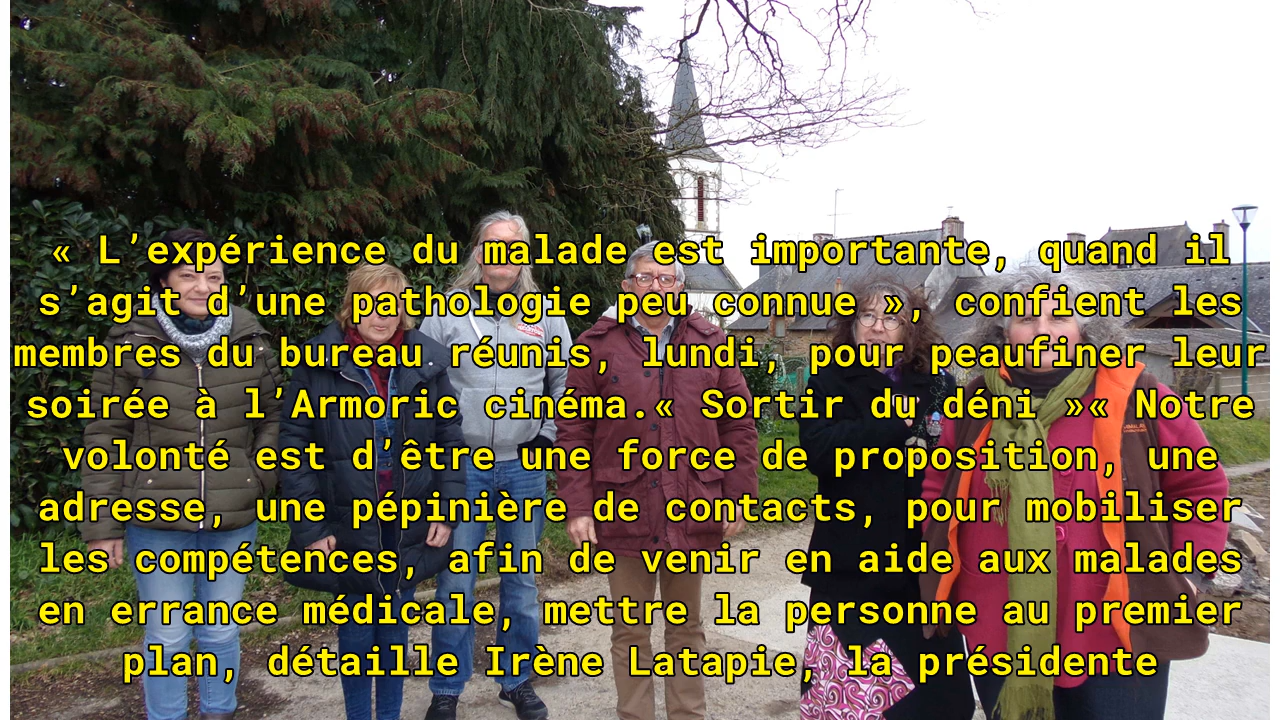 « L’expérience du malade est importante, quand il
s’agit d’une pathologie peu connue », confient les
membres du bureau réunis, lundi, pour peaufiner leur
soirée à l’Armoric cinéma.« Sortir du déni »« Notre
volonté est d’être une force de proposition, une
adresse, une pépinière de contacts, pour mobiliser
les compétences, afin de venir en aide aux malades
en errance médicale, mettre la personne au premier
plan, détaille Irène Latapie, la présidente